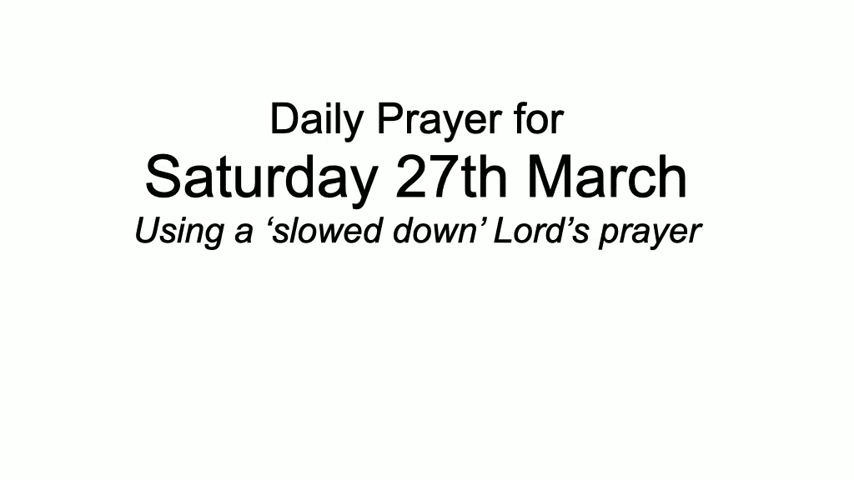 Daily Prayer for
Saturday 27th March
Using a ‘slowed down’ Lord’s prayer